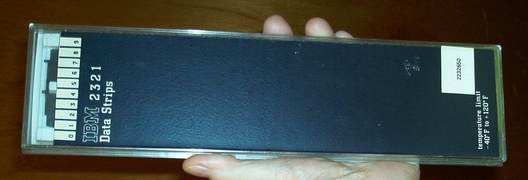 0 1 2 3 4 5 6 7 8 9
IBM 2321
Data Strips
2232660
temperature limit
-40°F to +120°F